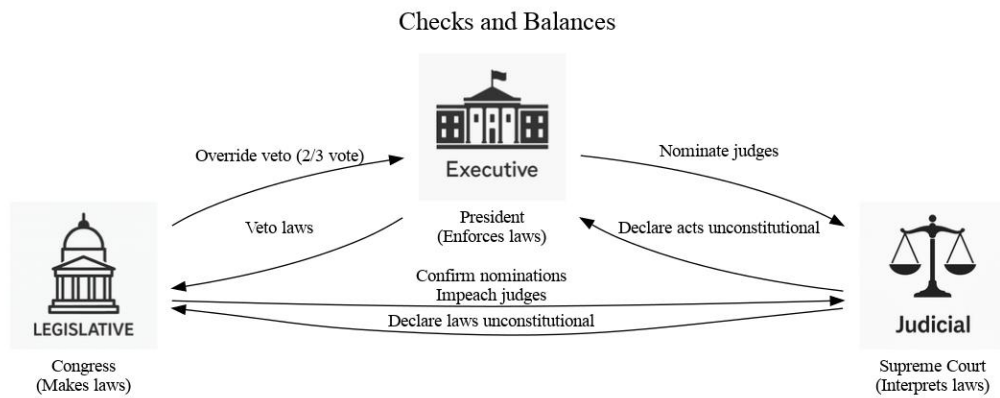 Checks and Balances
Executive
President
(Enforces laws)
Override veto (2/3 vote)
Nominate judges
Veto laws
Declare acts unconstitutional
Confirm nominations
Impeach judges
Declare laws unconstitutional
LEGISLATIVE
Congress
(Makes laws)
Judicial
Supreme Court
(Interprets laws)